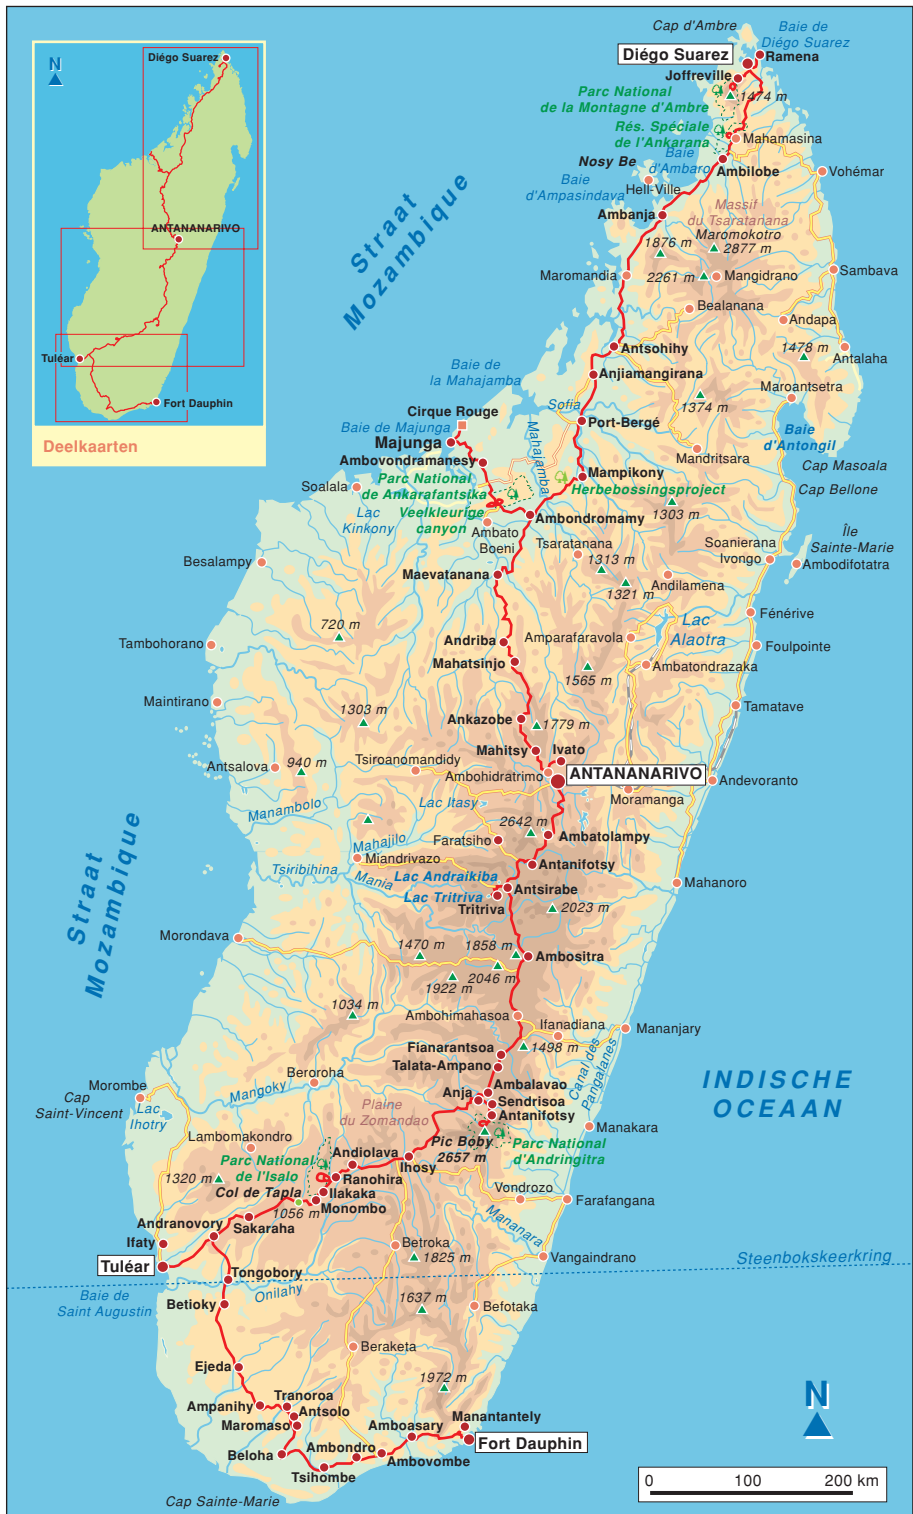 Cap d'Ambre
Baie de
Diégo Suarez
Diégo Suarez
Ramena
Joffreville
Parc National
de la Montagne d'Ambre
1474 m
Rés. Spéciale
de l'Ankarana
Mahamasina
Nosy Be
Baie
d'Ambaro
Ambilobe
Vohémar
Baie
d'Ampasindava
Hell-Ville
Ambanja
Massif
du Tsaratanana
Maromokotro
2877 m
1876 m
2261 m
Maromandia
Mangidrano
Sambava
Bealanana
Andapa
Antsohihy
1478 m
Antalaha
Anjiamangirana
Maroantsetra
1374 m
Straat
Mozambique
N
Diégo Suarez
ANTANANARIVO
Tuléar
Fort Dauphin
Deelkaarten
Baie de
la Mahajamba
Sofia
Cirque Rouge
Baie de Majunga
Majunga
Port-Bergé
Baie
d'Antongil
Mahajamba
Ambovondramanesy
Mandritsara
Cap Masoala
Parc National
de Ankarafantsika
Mampikony
Herbebossingsproject
Cap Bellone
Soalala
Veelkleurige
canyon
1303 m
Lac
Kinkony
Ambondromamy
Ambato
Boeni
Tsaratanana
Soanierana
Ivongo
Île
Sainte-Marie
Besalampy
1313 m
Ambodifotatra
Maevatanana
1321 m
Andilamena
720 m
Fénérive
Lac
Alaotra
Tambohorano
Andriba
Amparafaravola
Foulpointe
Mahatsinjo
1565 m
Ambatondrazaka
Maintirano
Tamatave
1303 m
Ankazobe
1779 m
Mahitsy
Ivato
Antsalova
940 m
Tsiroanomandidy
Ambohidratrimo
ANTANANARIVO
Andevoranto
Moramanga
Manambolo
Lac Itasy
2642 m
Ambatolampy
Mahajilo
Faratsiho
Miandrivazo
Antanifotsy
Tsiribihina
Mania
Lac Andraikiba
Antsirabe
Mahanoro
Lac Tritriva
Tritriva
2023 m
Straat
Mozambique
Morondava
1470 m
1858 m
Ambositra
2046 m
1922 m
1034 m
Ambohimahasoa
Ifanadiana
Mananjary
Fianarantsoa
1498 m
Talata-Ampano
Canal des
Pangalanes
INDISCHE
OCEAAN
Morombe
Beroroha
Mangoky
Ambalavao
Cap
Saint-Vincent
Lac
Ihotry
Anja
Sendrisoa
Plaine
du Zomandao
Antanifotsy
Manakara
Lambomakondro
Pic Boby
2657 m
Parc National
d'Andringitra
Parc National
de l'Isalo
Andiolava
Ihosy
1320 m
Ranohira
Col de Tapla
Ilakaka
1056 m
Monombo
Vondrozo
Farafangana
Andranovory
Sakaraha
Mananara
Ifaty
Betroka
1825 m
Vangaindrano
Steenbokskeerkring
Tuléar
Tongobory
Baie de
Saint Augustin
Onilahy
Betioky
1637 m
Befotaka
Beraketa
Ejeda
1972 m
Ampanihy
Tranoroa
Antsolo
Maromaso
Amboasary
Manantantely
Fort Dauphin
Beloha
Ambondro
Ambovombe
Tsihombe
Cap Sainte-Marie
N
0 100 200 km